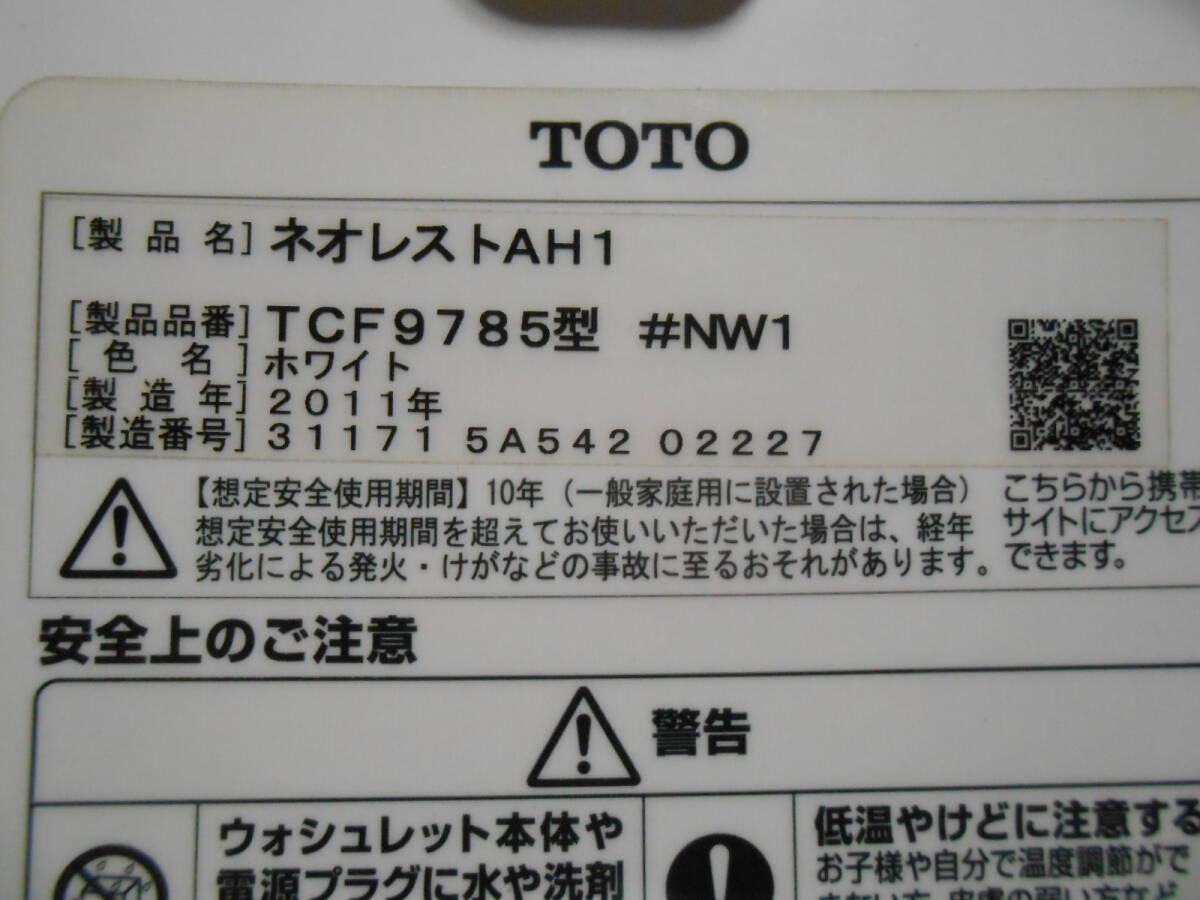 TOTO
[製品名] ネオレストAH1
[製品品番] TCF9785型 #NW1
[色名] ホワイト
[製造年] 2011年
[製造番号] 31171 5A542 02227
【想定安全使用期間】10年（一般家庭用に設置された場合）
想定安全使用期間を超えてお使いいただいた場合は、経年
劣化による発火・けがなどの事故に至るおそれがあります。
こちらから携帯
サイトにアクセス
できます。
安全上のご注意
警告
ウォシュレット本体や
電源プラグに水や洗剤
低温やけどに注意する
お子様や自分で温度調節がで